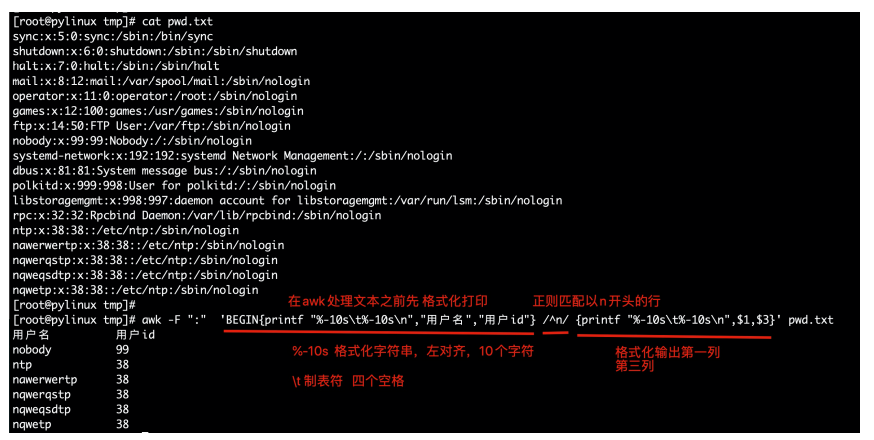 [root@pylinux tmp]# cat pwd.txt
sync:x:5:0:sync:/sbin:/bin/sync
shutdown:x:6:0:shutdown:/sbin:/sbin/shutdown
halt:x:7:0:halt:/sbin:/sbin/halt
mail:x:8:12:mail:/var/spool/mail:/sbin/nologin
operator:x:11:0:operator:/root:/sbin/nologin
games:x:12:100:games:/usr/games:/sbin/nologin
ftp:x:14:50:FTP User:/var/ftp:/sbin/nologin
nobody:x:99:99:Nobody:/:/sbin/nologin
systemd-network:x:192:192:systemd Network Management:/:/sbin/nologin
dbus:x:81:81:System message bus:/:/sbin/nologin
polkitd:x:999:998:User for polkitd:/:/sbin/nologin
libstoragemgmt:x:998:997:daemon account for libstoragemgmt:/var/run/lsm:/sbin/nologin
rpc:x:32:32:Rpcbind Daemon:/var/lib/rpcbind:/sbin/nologin
ntp:x:38:38::/etc/ntp:/sbin/nologin
nawerwertp:x:38:38::/etc/ntp:/sbin/nologin
nqwerqstp:x:38:38::/etc/ntp:/sbin/nologin
nqweqsdtp:x:38:38::/etc/ntp:/sbin/nologin
nqwetp:x:38:38::/etc/ntp:/sbin/nologin
[root@pylinux tmp]#
在awk处理文本之前先 格式化打印 正则匹配以n开头的行
[root@pylinux tmp]# awk -F ":" 'BEGIN{printf "%-10s\t%-10s\n","用户名","用户id"} /^n/ {printf "%-10s\t%-10s\n",$1,$3}' pwd.txt
用户名 用户id
nobody 99
%-10s 格式化字符串，左对齐，10个字符
格式化输出第一列
第三列
ntp 38
nawerwertp 38
\t 制表符 四个空格
nqwerqstp 38
nqweqsdtp 38
nqwetp 38